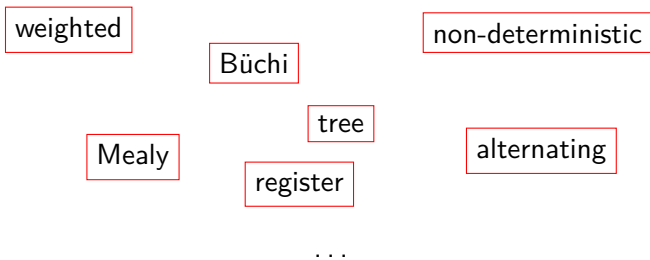 weighted
non-deterministic
Büchi
tree
Mealy
alternating
register
...